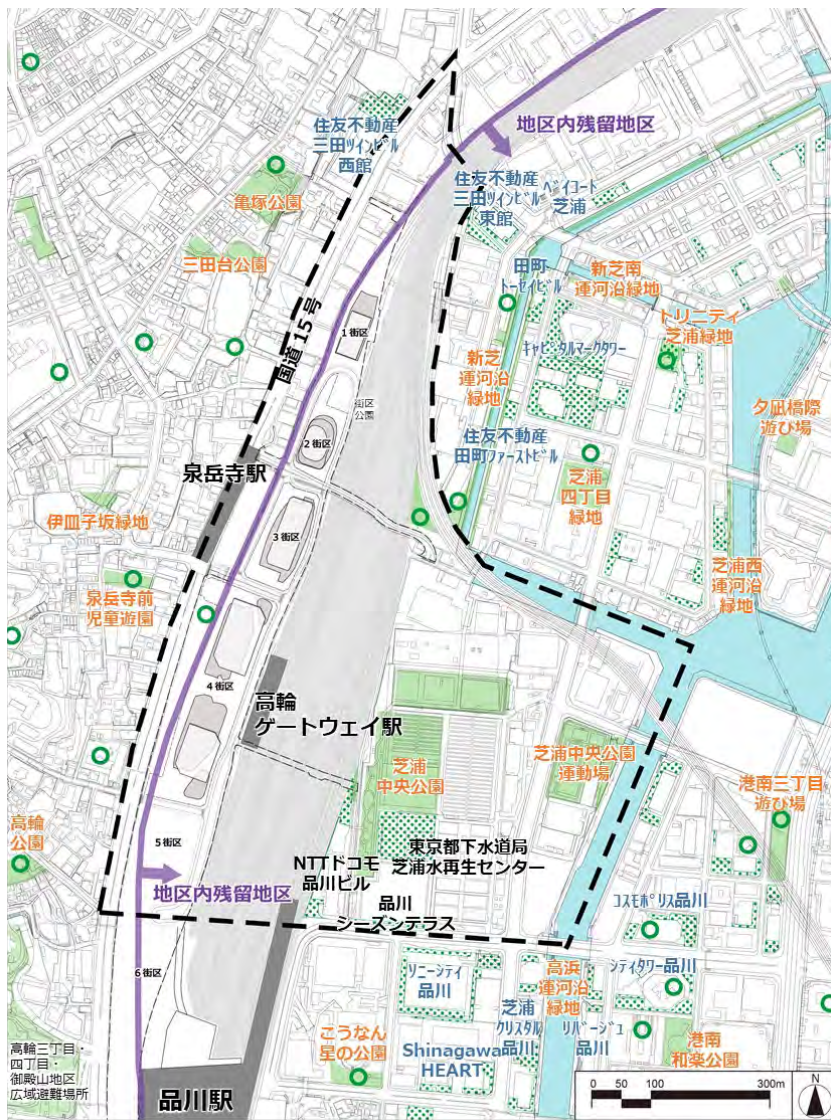 住友不動産
三田ツインビル
西館
地区内残留地区
亀塚公園
住友不動産
三田ツインビル
東館
ベイコート
芝浦
三田台公園
田町
トーセイビル
新芝南
運河沿緑地
国道 15 号
1 街区
トリニティ
芝浦緑地
キャピタルマークタワー
新芝
運河沿
緑地
街区
公園
夕凪橋際
遊び場
2 街区
住友不動産
田町ファーストビル
泉岳寺駅
芝浦
四丁目
緑地
伊皿子坂緑地
3 街区
芝浦西
運河沿
緑地
泉岳寺前
児童遊園
4 街区
高輪
ゲートウェイ駅
芝浦
中央公園
芝浦中央公園
運動場
港南三丁目
遊び場
高輪
公園
5 街区
東京都下水道局
芝浦水再生センター
NTTドコモ
品川ビル
地区内残留地区
品川
シーズンテラス
コスモポリス品川
6 街区
ソニーシティ
品川
高浜
運河沿
緑地
シティタワー品川
芝浦
クリスタル
品川
リバージュ
品川
こうなん
星の公園
Shinagawa
HEART
港南
和楽公園
高輪三丁目・
四丁目・
御殿山地区
広域避難場所
品川駅
0 50 100 300m
N